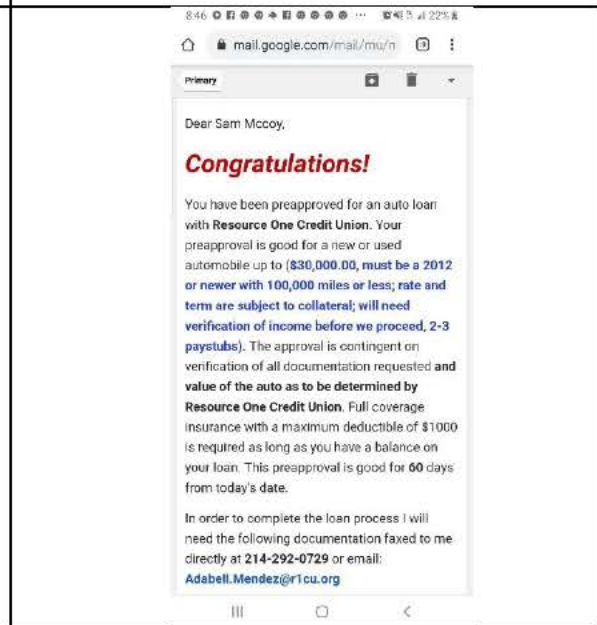 8:46 22%
mail.google.com/mail/mu/n
Primary
Dear Sam Mccoy,
Congratulations!
You have been preapproved for an auto loan
with Resource One Credit Union. Your
preapproval is good for a new or used
automobile up to ($30,000.00, must be a 2012
or newer with 100,000 miles or less; rate and
term are subject to collateral; will need
verification of income before we proceed, 2-3
paystubs). The approval is contingent on
verification of all documentation requested and
value of the auto as to be determined by
Resource One Credit Union. Full coverage
insurance with a maximum deductible of $1000
is required as long as you have a balance on
your loan. This preapproval is good for 60 days
from today's date.
In order to complete the loan process I will
need the following documentation faxed to me
directly at 214-292-0729 or email:
Adabell.Mendez@r1cu.org